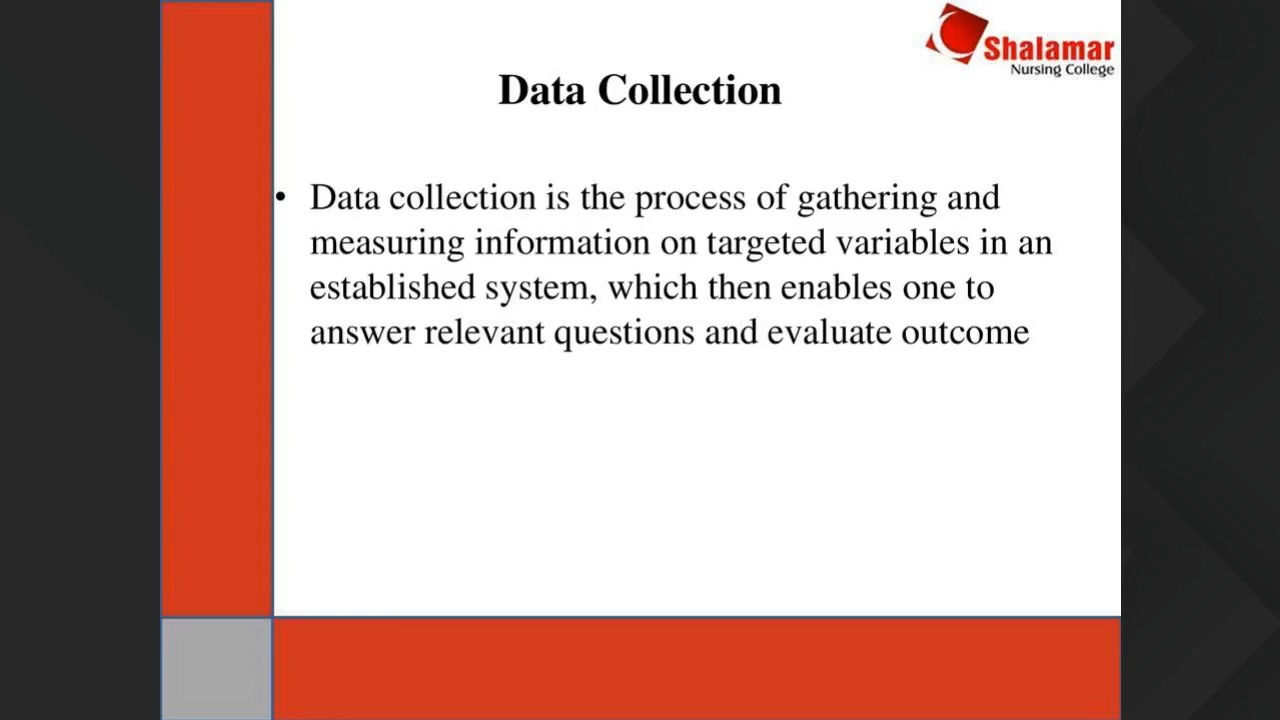 Shalamar
Nursing College
Data Collection
• Data collection is the process of gathering and
measuring information on targeted variables in an
established system, which then enables one to
answer relevant questions and evaluate outcome